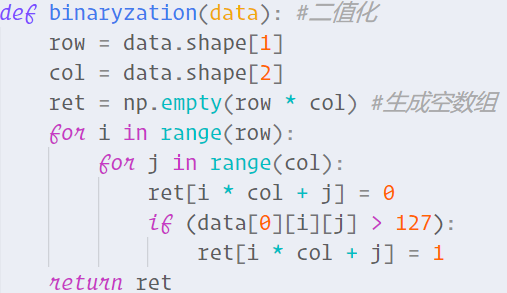 def binaryzation(data): #二值化
    row = data.shape[1]
    col = data.shape[2]
    ret = np.empty(row * col) #生成空数组
    for i in range(row):
        for j in range(col):
            ret[i * col + j] = 0
            if (data[0][i][j] > 127):
                ret[i * col + j] = 1
    return ret